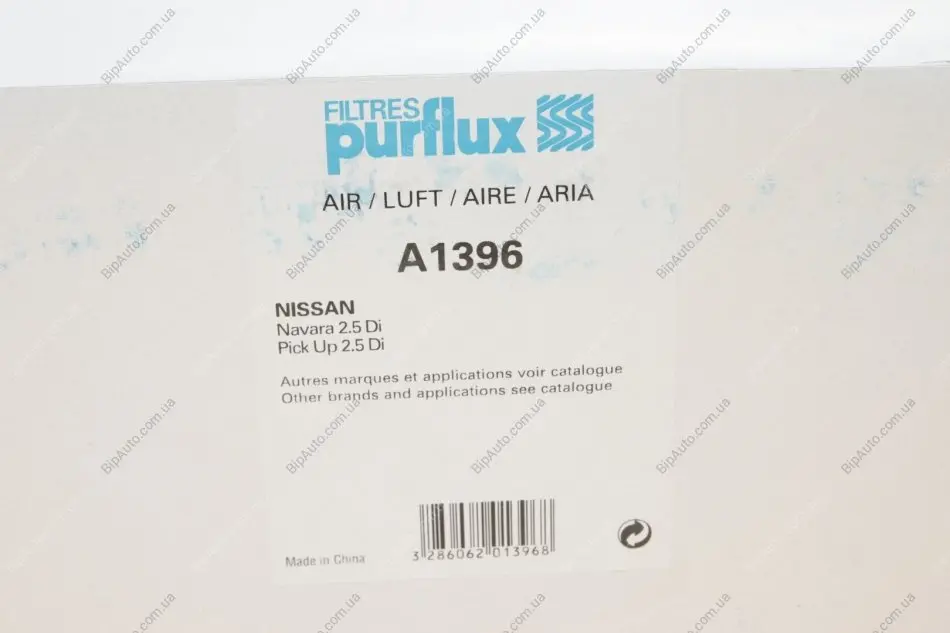 FILTRES
purflux
AIR / LUFT / AIRE / ARIA
A1396
NISSAN
Navara 2.5 Di
Pick Up 2.5 Di
Autres marques et applications voir catalogue
Other brands and applications see catalogue
3 286062 013968
Made in China
BipAuto.com.ua